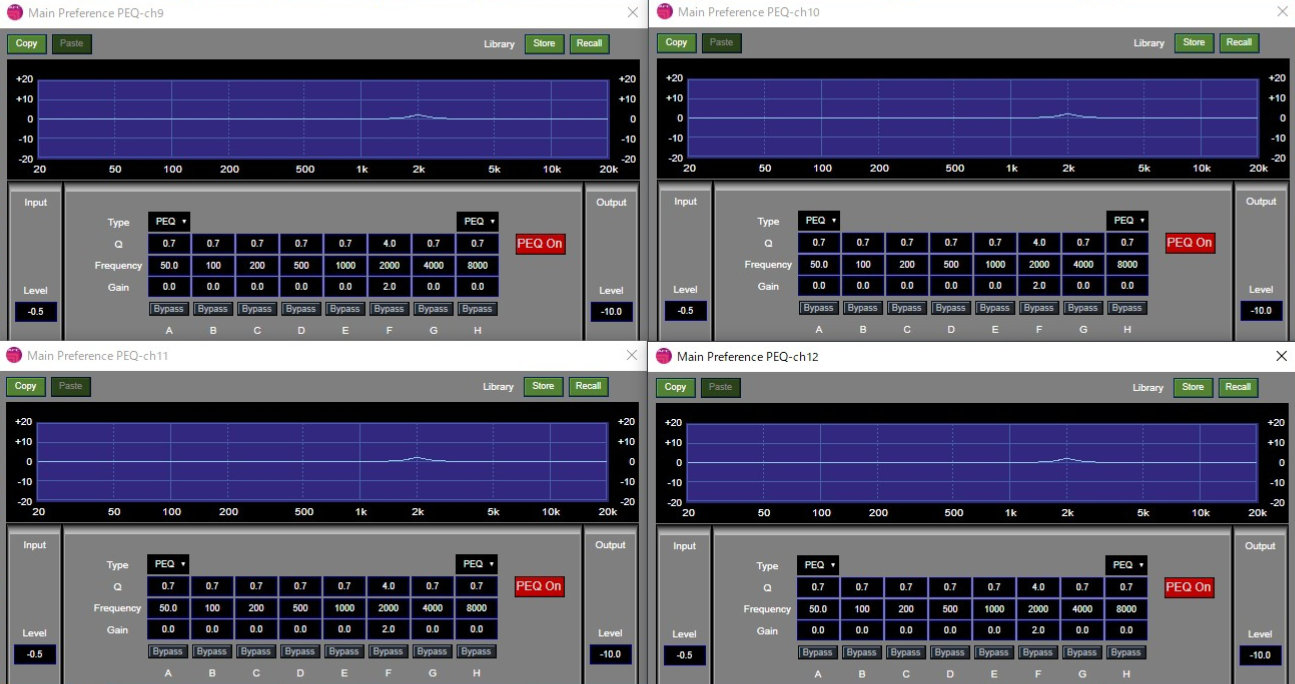 Main Preference PEQ-ch9
Copy Paste Library Store Recall
+20 +20
+10 +10
0 0
-10 -10
-20 -20
20 50 100 200 500 1k 2k 5k 10k 20k
Input Output
Type PEQ PEQ
Q 0.7 0.7 0.7 0.7 0.7 4.0 0.7 0.7 PEQ On
Frequency 50.0 100 200 500 1000 2000 4000 8000
Gain 0.0 0.0 0.0 0.0 0.0 2.0 0.0 0.0
Level Level
-0.5 Bypass Bypass Bypass Bypass Bypass Bypass Bypass Bypass -10.0
A B C D E F G H
Main Preference PEQ-ch10
Copy Paste Library Store Recall
+20 +20
+10 +10
0 0
-10 -10
-20 -20
20 50 100 200 500 1k 2k 5k 10k 20k
Input Output
Type PEQ PEQ
Q 0.7 0.7 0.7 0.7 0.7 4.0 0.7 0.7 PEQ On
Frequency 50.0 100 200 500 1000 2000 4000 8000
Gain 0.0 0.0 0.0 0.0 0.0 2.0 0.0 0.0
Level Level
-0.5 Bypass Bypass Bypass Bypass Bypass Bypass Bypass Bypass -10.0
A B C D E F G H
Main Preference PEQ-ch11
Copy Paste Library Store Recall
+20 +20
+10 +10
0 0
-10 -10
-20 -20
20 50 100 200 500 1k 2k 5k 10k 20k
Input Output
Type PEQ PEQ
Q 0.7 0.7 0.7 0.7 0.7 4.0 0.7 0.7 PEQ On
Frequency 50.0 100 200 500 1000 2000 4000 8000
Gain 0.0 0.0 0.0 0.0 0.0 2.0 0.0 0.0
Level Level
-0.5 Bypass Bypass Bypass Bypass Bypass Bypass Bypass Bypass -10.0
A B C D E F G H
Main Preference PEQ-ch12
Copy Paste Library Store Recall
+20 +20
+10 +10
0 0
-10 -10
-20 -20
20 50 100 200 500 1k 2k 5k 10k 20k
Input Output
Type PEQ PEQ
Q 0.7 0.7 0.7 0.7 0.7 4.0 0.7 0.7 PEQ On
Frequency 50.0 100 200 500 1000 2000 4000 8000
Gain 0.0 0.0 0.0 0.0 0.0 2.0 0.0 0.0
Level Level
-0.5 Bypass Bypass Bypass Bypass Bypass Bypass Bypass Bypass -10.0
A B C D E F G H